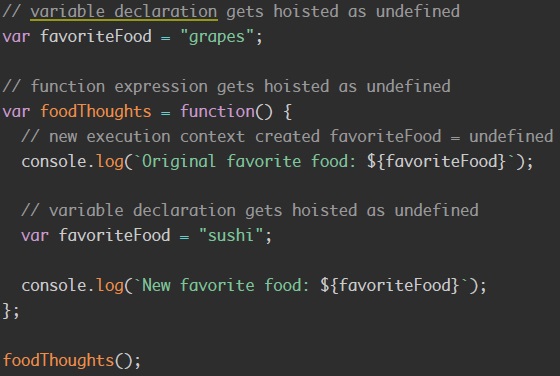 // variable declaration gets hoisted as undefined
var favoriteFood = "grapes";

// function expression gets hoisted as undefined
var foodThoughts = function() {
  // new execution context created favoriteFood = undefined
  console.log(`Original favorite food: ${favoriteFood}`);

  // variable declaration gets hoisted as undefined
  var favoriteFood = "sushi";

  console.log(`New favorite food: ${favoriteFood}`);
};

foodThoughts();